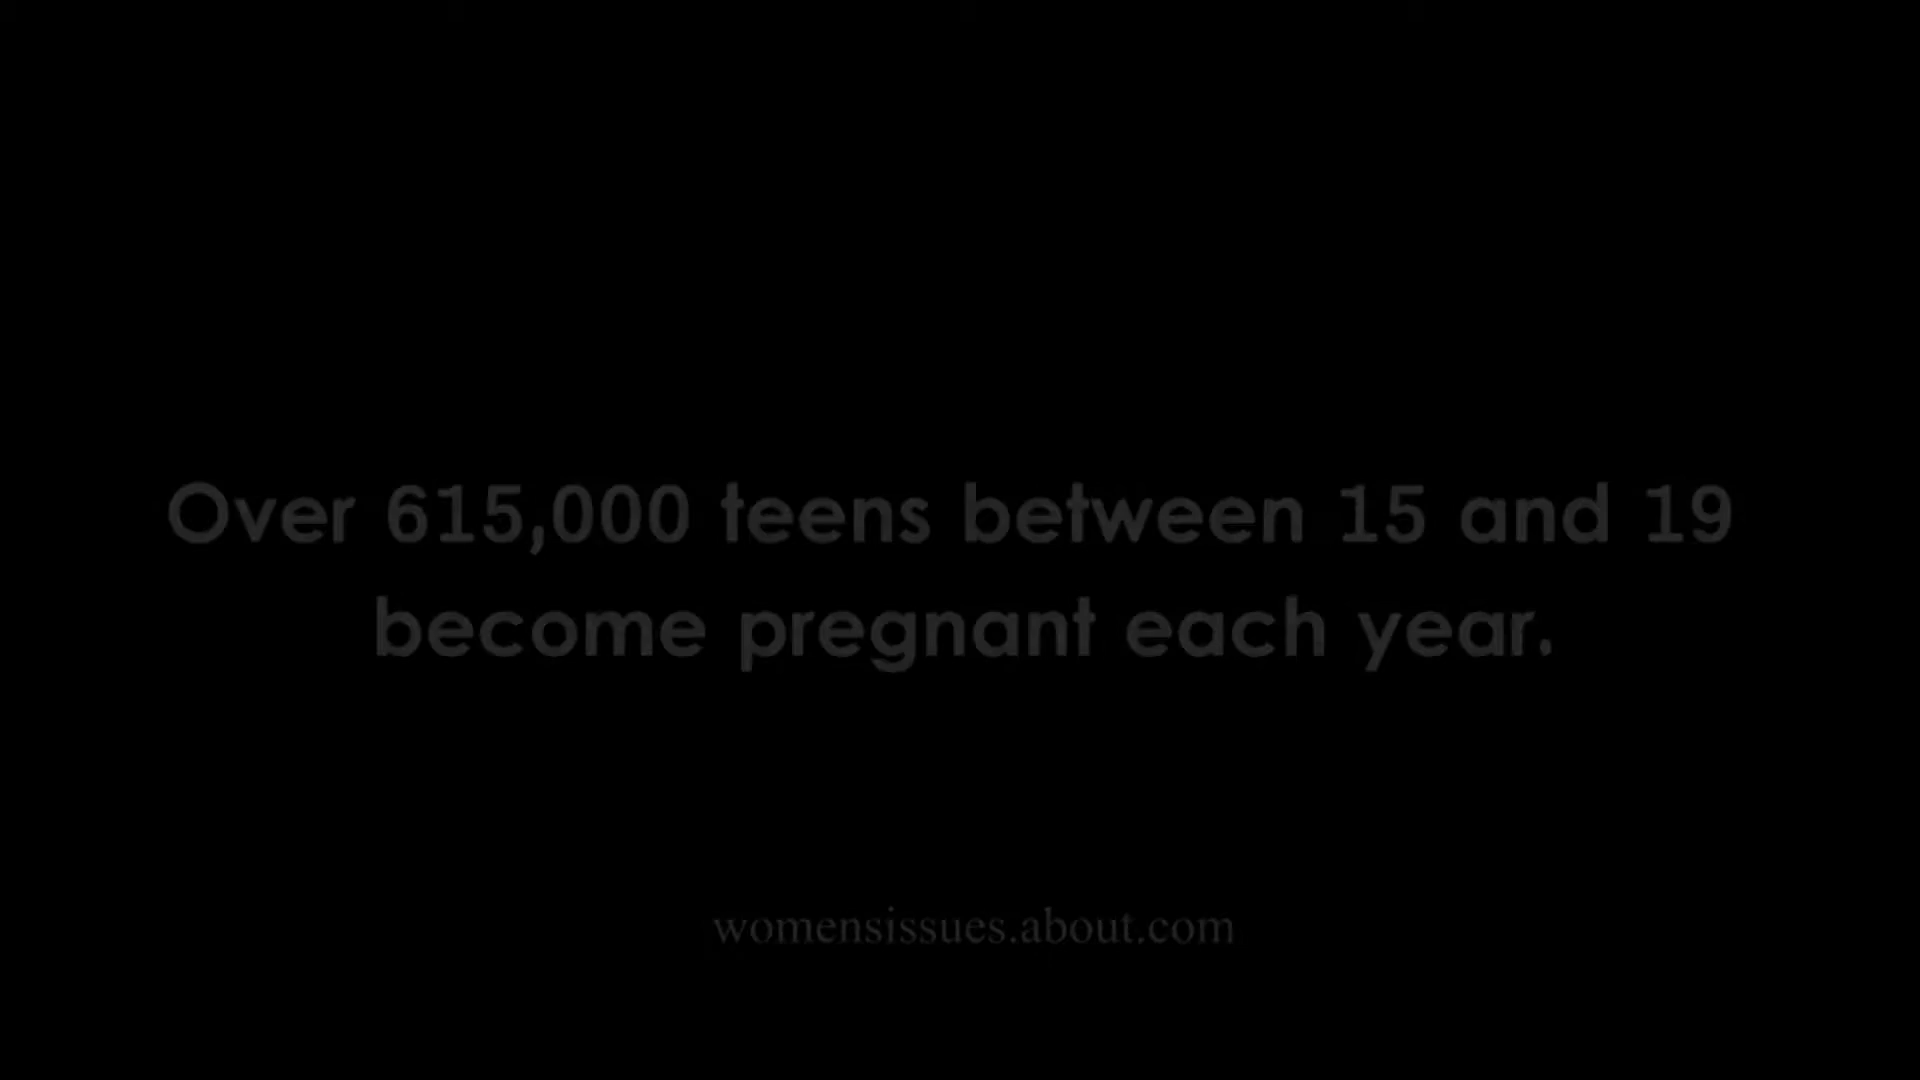 Over 615,000 teens between 15 and 19
become pregnant each year.
womensissues.about.com